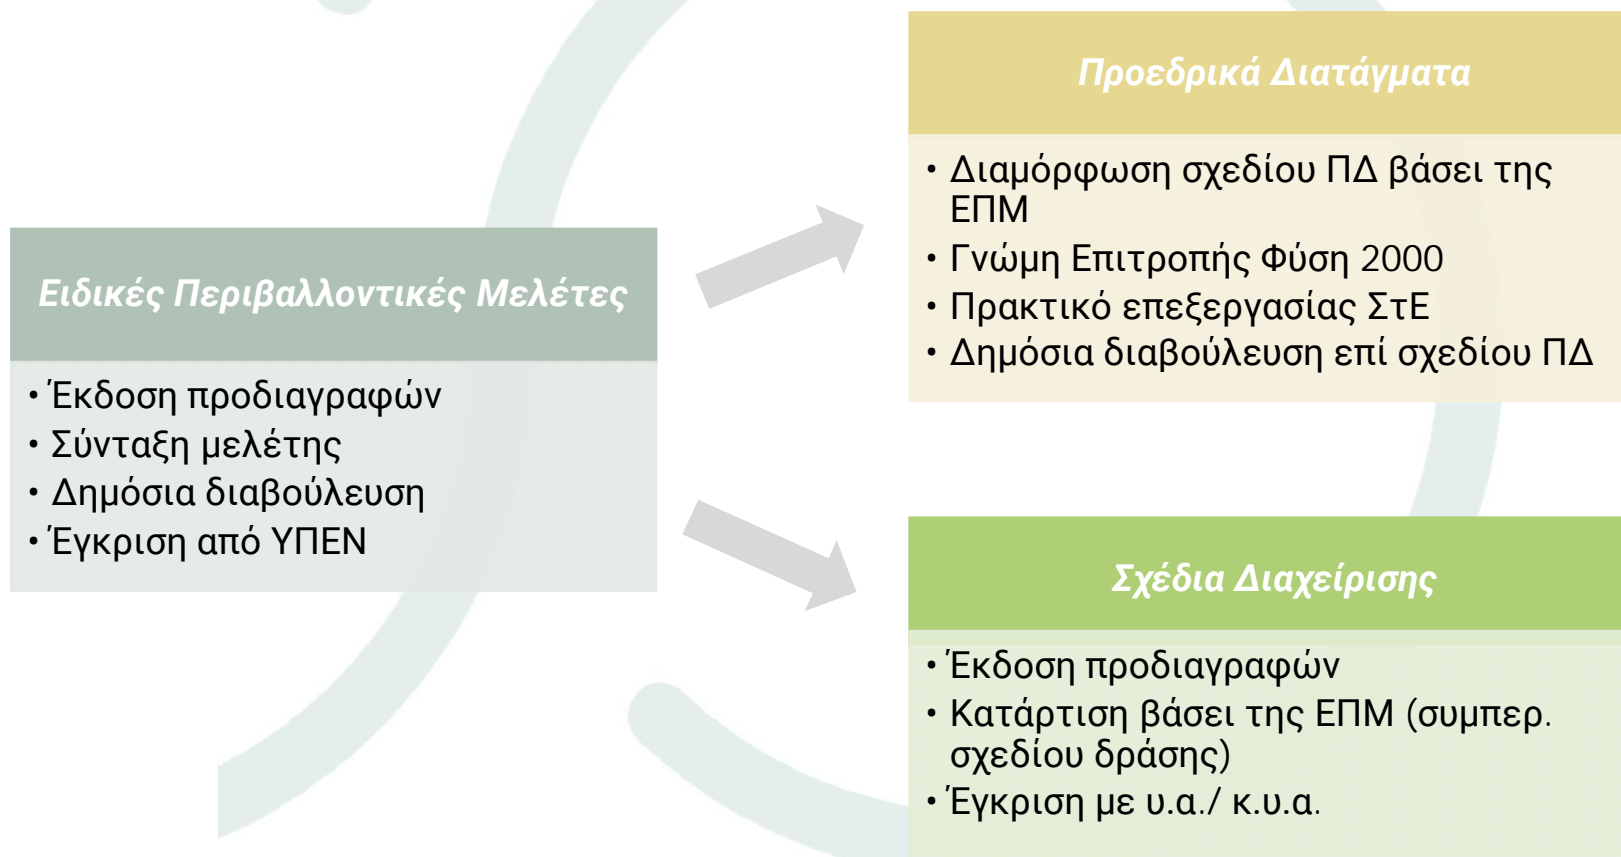 Ειδικές Περιβαλλοντικές Μελέτες
• Έκδοση προδιαγραφών
• Σύνταξη μελέτης
• Δημόσια διαβούλευση
• Έγκριση από ΥΠΕΝ
Προεδρικά Διατάγματα
• Διαμόρφωση σχεδίου ΠΔ βάσει της
ΕΠΜ
• Γνώμη Επιτροπής Φύση 2000
• Πρακτικό επεξεργασίας ΣτΕ
• Δημόσια διαβούλευση επί σχεδίου ΠΔ
Σχέδια Διαχείρισης
• Έκδοση προδιαγραφών
• Κατάρτιση βάσει της ΕΠΜ (συμπερ.
σχεδίου δράσης)
• Έγκριση με υ.α./ κ.υ.α.